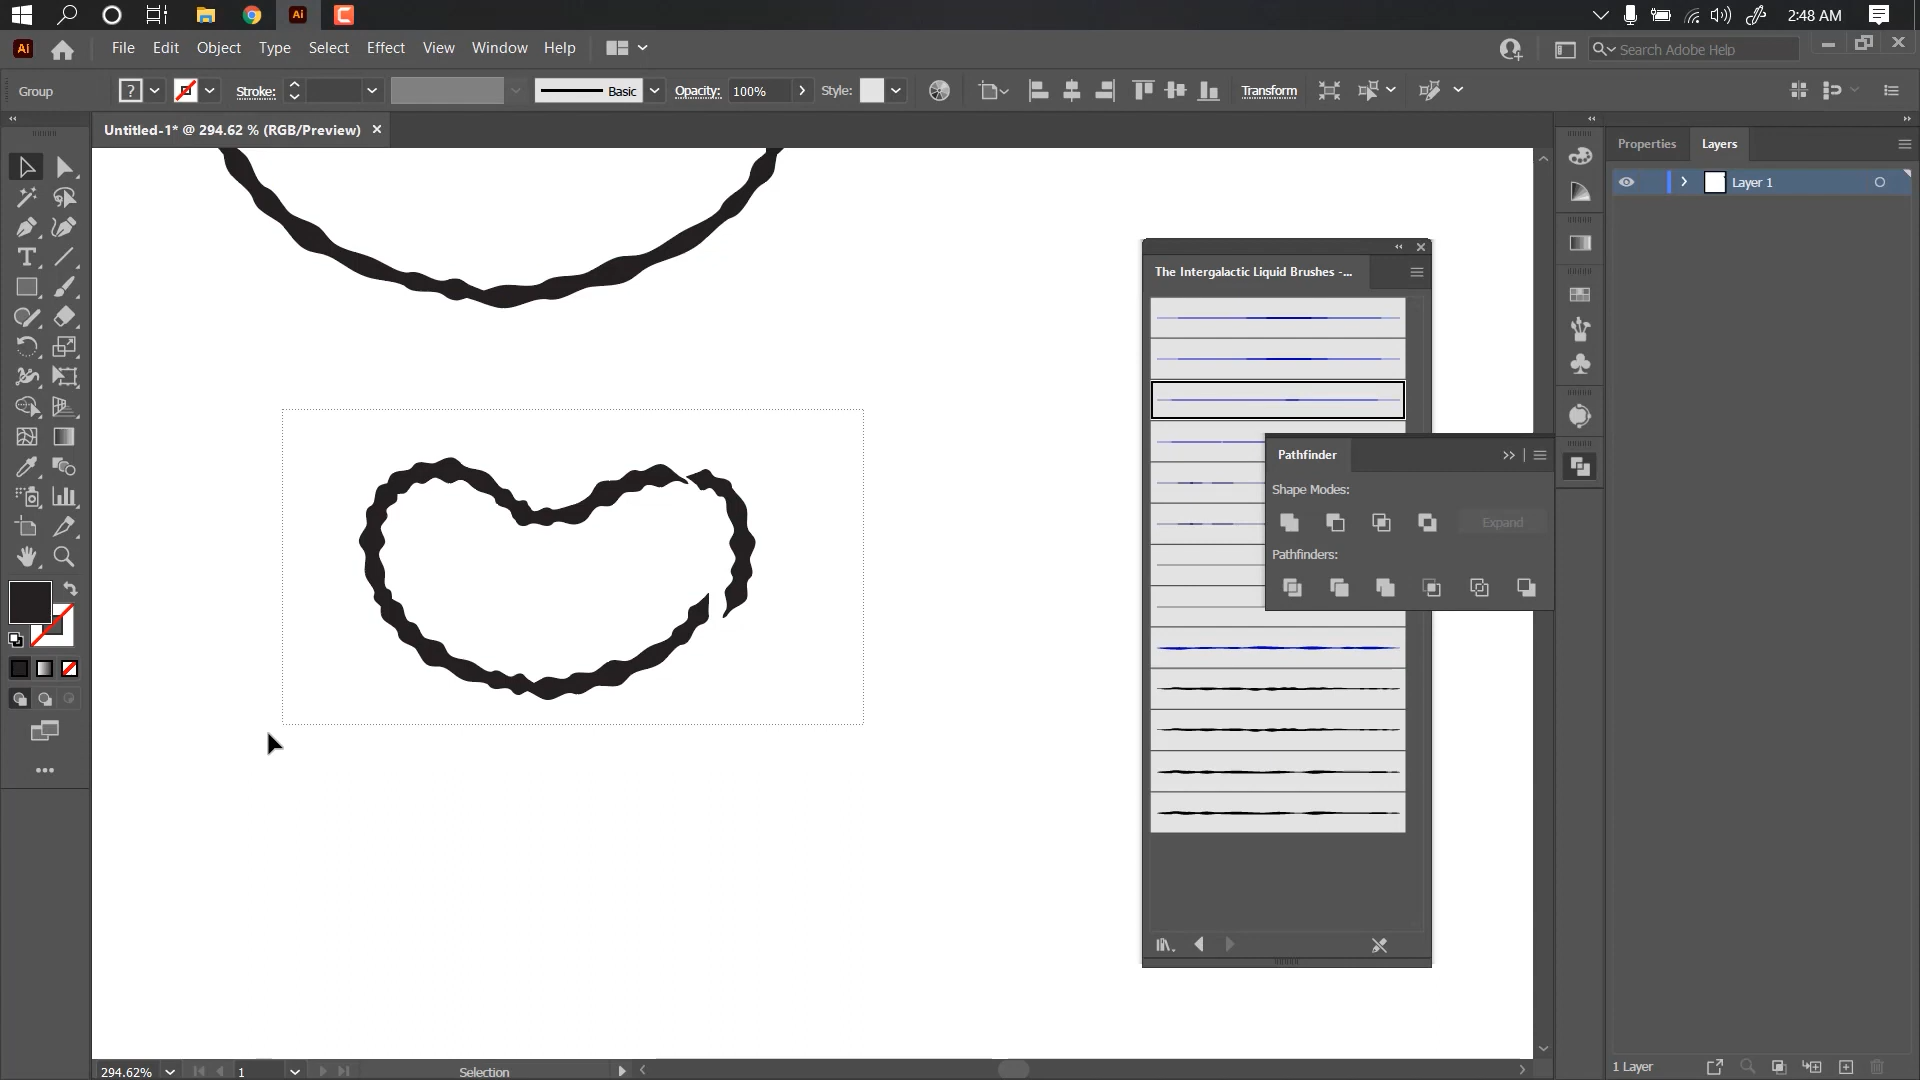 Ai
2:48 AM
Ai
File Edit Object Type Select Effect View Window Help
Search Adobe Help
Group
?
Stroke:
Basic
Opacity: 100%
Style:
Transform
Untitled-1* @ 294.62 % (RGB/Preview)
Properties Layers
Layer 1
The Intergalactic Liquid Brushes -...
Pathfinder
Shape Modes:
Expand
Pathfinders:
294.62%
1
Selection
1 Layer